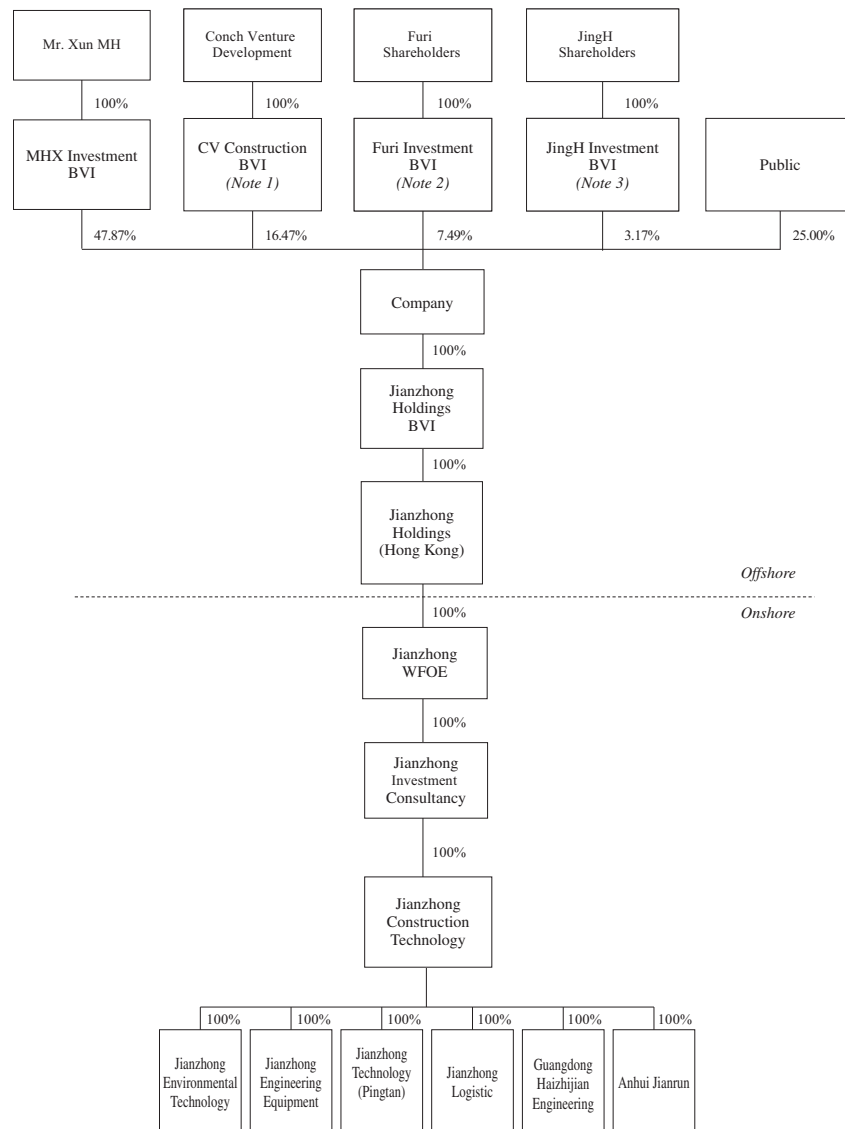 Mr. Xun MH
Conch Venture
Development
Furi
Shareholders
JingH
Shareholders
100%
100%
100%
100%
MHX Investment
BVI
CV Construction
BVI
(Note 1)
Furi Investment
BVI
(Note 2)
JingH Investment
BVI
(Note 3)
Public
47.87%
16.47%
7.49%
3.17%
25.00%
Company
100%
Jianzhong
Holdings
BVI
100%
Jianzhong
Holdings
(Hong Kong)
Offshore
Onshore
100%
Jianzhong
WFOE
100%
Jianzhong
Investment
Consultancy
100%
Jianzhong
Construction
Technology
100%
100%
100%
100%
100%
100%
Jianzhong
Environmental
Technology
Jianzhong
Engineering
Equipment
Jianzhong
Technology
(Pingtan)
Jianzhong
Logistic
Guangdong
Haizhijian
Engineering
Anhui Jianrun